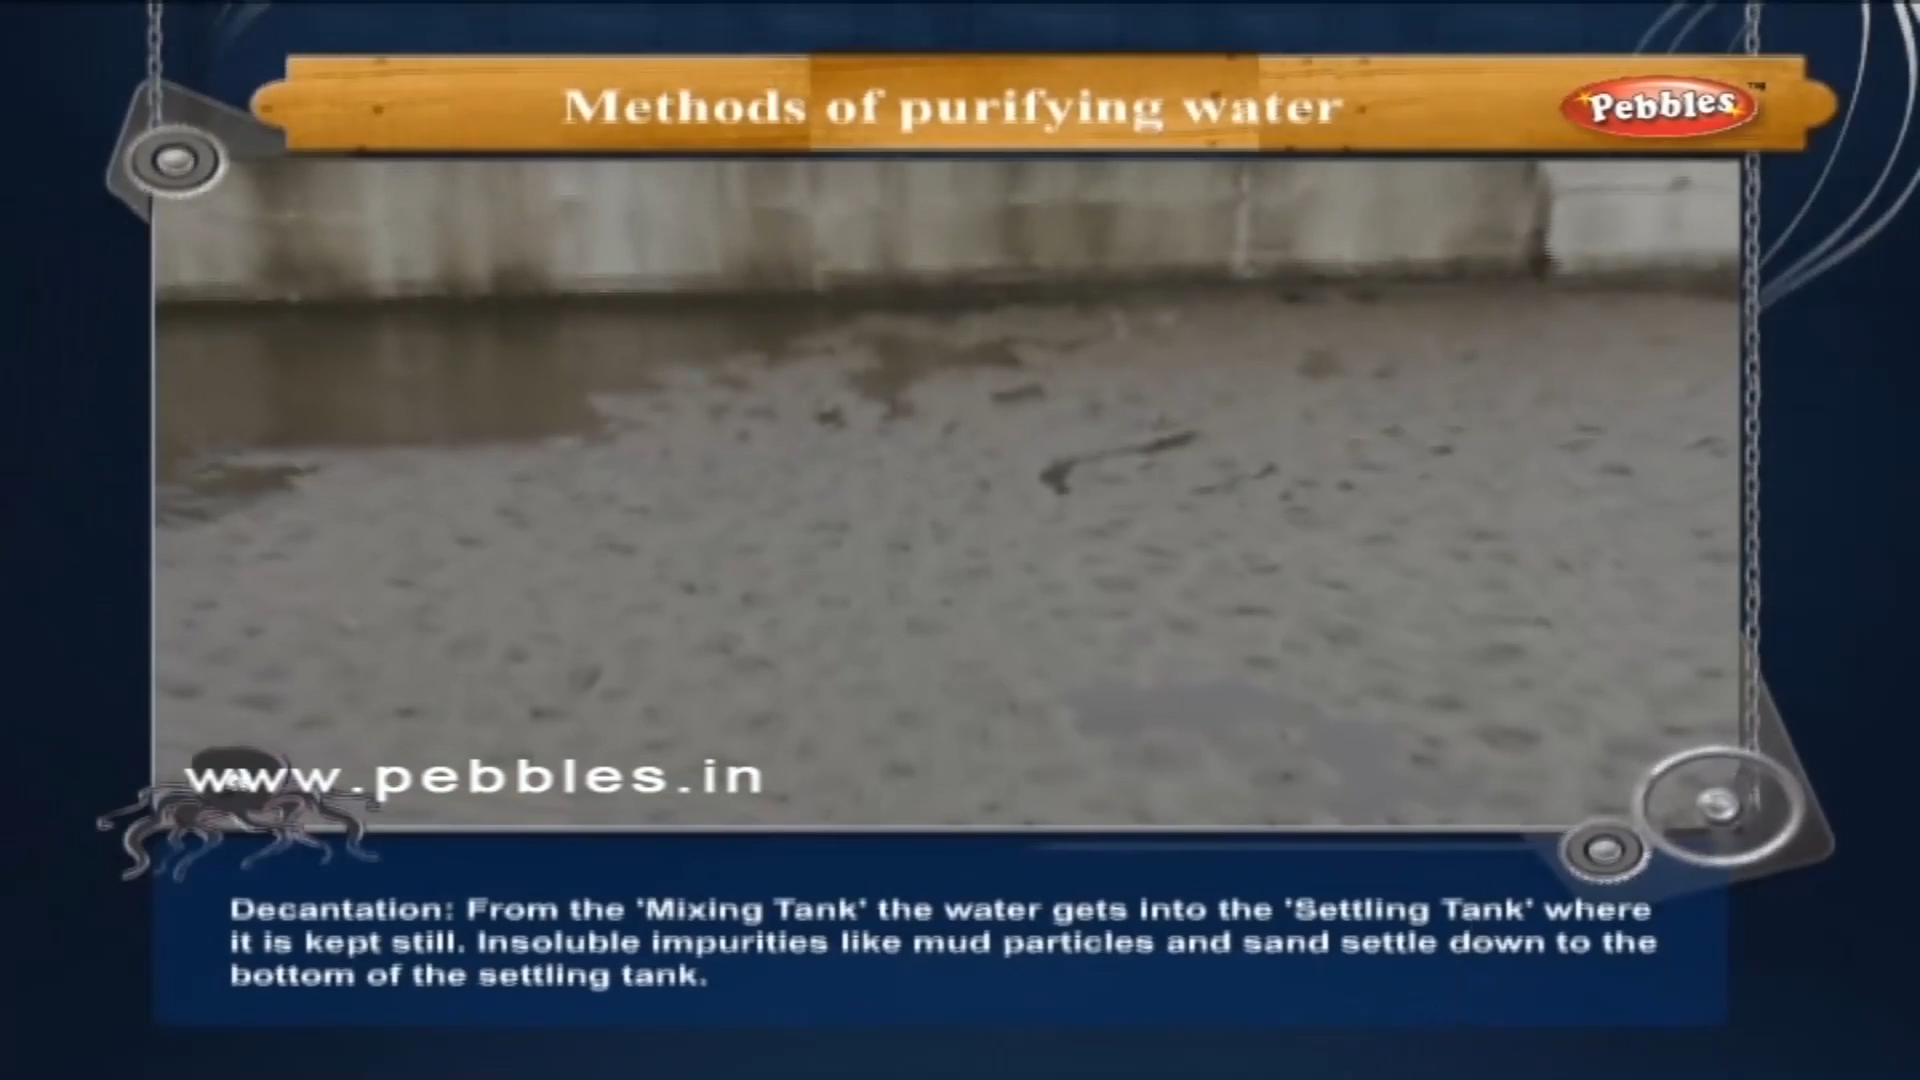 Methods of purifying water
Pebbles™
www.pebbles.in
Decantation: From the 'Mixing Tank' the water gets into the 'Settling Tank' where
it is kept still. Insoluble impurities like mud particles and sand settle down to the
bottom of the settling tank.